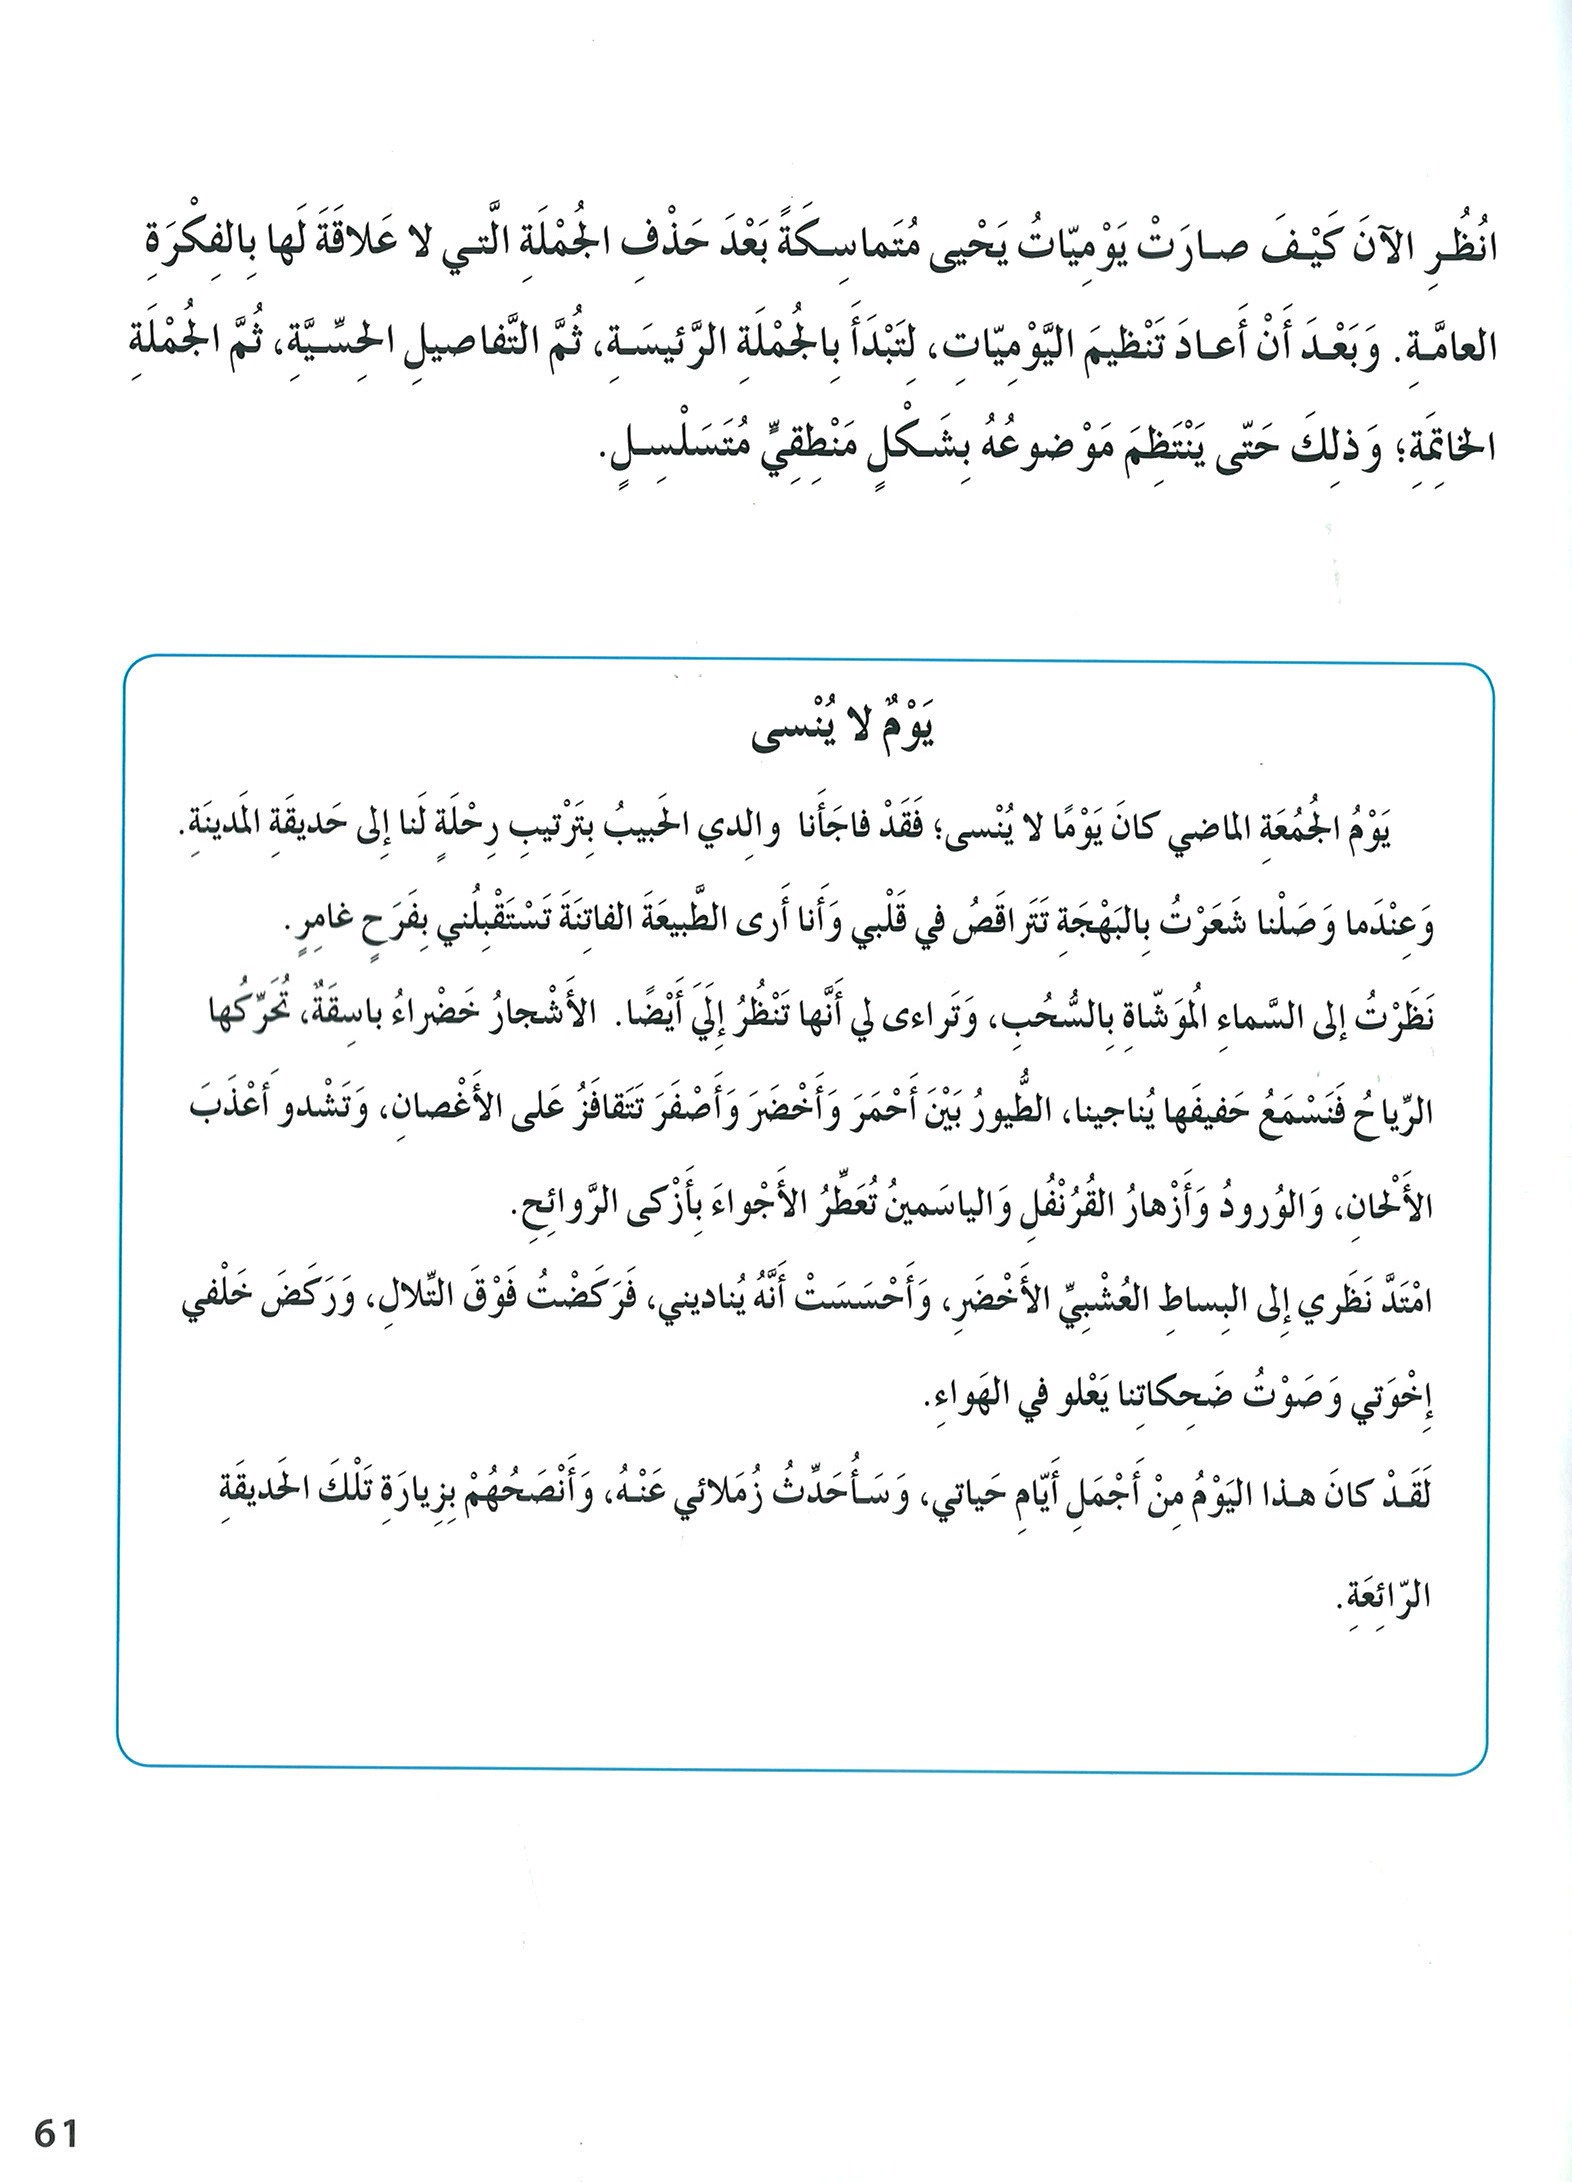 انْظُرِ الآنَ كَيْفَ صارَتْ يَوْمِيّاتُ يَحْيى مُتَماسِكَةً بَعْدَ حَذْفِ الجُمْلَةِ الَّتي لا عَلاقَةَ لَها بِالفِكْرَةِ
العامَّةِ. وَبَعْدَ أَنْ أَعادَ تَنْظيمَ اليَّوْمِيّاتِ، لِتَبْدَأَ بِالجُمْلَةِ الرَّئيسَةِ، ثُمَّ التَّفاصيلِ الحِسِّيَّةِ، ثُمَّ الجُمْلَةِ
الخاتِمَةِ؛ وَذلِكَ حَتّى يَنْتَظِمَ مَوْضوعُهُ بِشَكْلٍ مَنْطِقِيٍّ مُتَسَلْسِلٍ.
يَوْمٌ لا يُنْسى
يَوْمُ الجُمُعَةِ الماضي كانَ يَوْمًا لا يُنْسى؛ فَقَدْ فاجَأَنا والِدي الحَبيبُ بِتَرْتيبِ رِحْلَةٍ لَنا إِلى حَديقَةِ المَدينَةِ.
وَعِنْدَما وَصَلْنا شَعَرْتُ بِالبَهْجَةِ تَتَراقَصُ في قَلْبي وَأَنا أَرى الطَّبيعَةَ الفاتِنَةَ تَسْتَقْبِلُني بِفَرَحٍ غامِرٍ.
نَظَرْتُ إلى السَّماءِ المُوَشّاةِ بِالسُّحُبِ، وَتَراءى لي أَنَّها تَنْظُرُ إِلَيَ أَيْضًا. الأَشْجارُ خَضْراءُ باسِقَةٌ، تُحَرِّكُها
الرِّياحُ فَنَسْمَعُ حَفيفَها يُناجينا، الطُّيورُ بَيْنَ أَحْمَرَ وَأَخْضَرَ وَأَصْفَرَ تَتَقافَزُ عَلى الأَغْصانِ، وَتَشْدو أَعْذَبَ
الأَلْحانِ، وَالوُرودُ وَأَزْهارُ القُرُنْفُلِ وَالياسَمينُ تُعَطِّرُ الأَجْواءَ بِأَزْكى الرَّوائِحِ.
امْتَدَّ نَظَري إِلى البِساطِ العُشْبِيِّ الأَخْضَرِ، وَأَحْسَسَتْ أَنَّهُ يُناديني، فَرَكَضْتُ فَوْقَ التِّلالِ، وَرَكَضَ خَلْفي
إِخْوَتي وَصَوْتُ ضَحِكاتِنا يَعْلو في الهَواءِ.
لَقَدْ كانَ هذا اليَوْمُ مِنْ أَجْمَلِ أَيّامِ حَياتي، وَسَأُحَدِّثُ زُمَلائي عَنْهُ، وَأَنْصَحُهُمْ بِزِيارَةِ تَلْكَ الحَديقَةِ
الرّائِعَةِ.
61